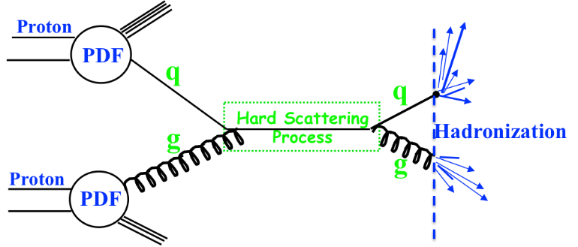 Proton
PDF
q
q
Hard Scattering
Process
Hadronization
g
g
Proton
PDF